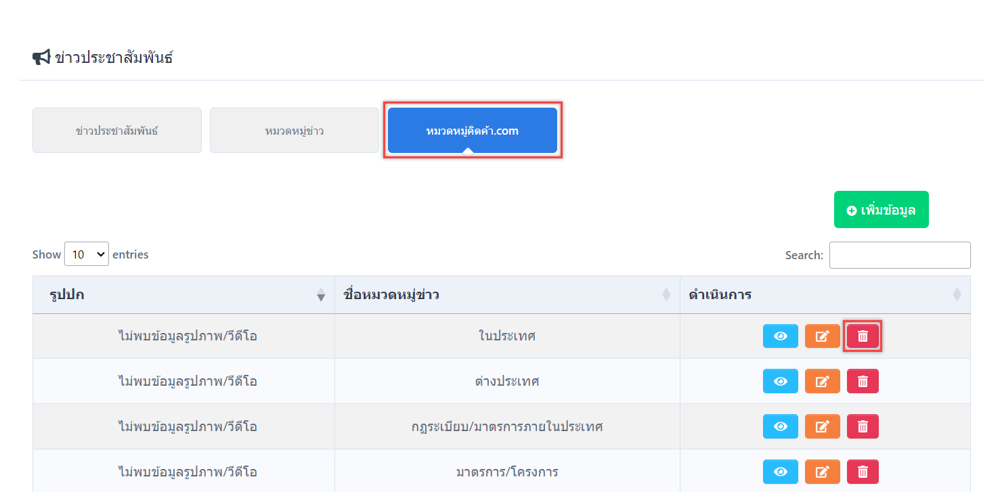 ข่าวประชาสัมพันธ์
ข่าวประชาสัมพันธ์ หมวดหมู่ข่าว หมวดหมู่คิดค้า.com
เพิ่มข้อมูล
Show 10 entries Search:
รูปปก ชื่อหมวดหมู่ข่าว ดำเนินการ
ไม่พบข้อมูลรูปภาพ/วีดีโอ ในประเทศ
ไม่พบข้อมูลรูปภาพ/วีดีโอ ต่างประเทศ
ไม่พบข้อมูลรูปภาพ/วีดีโอ กฏระเบียบ/มาตรการภายในประเทศ
ไม่พบข้อมูลรูปภาพ/วีดีโอ มาตรการ/โครงการ